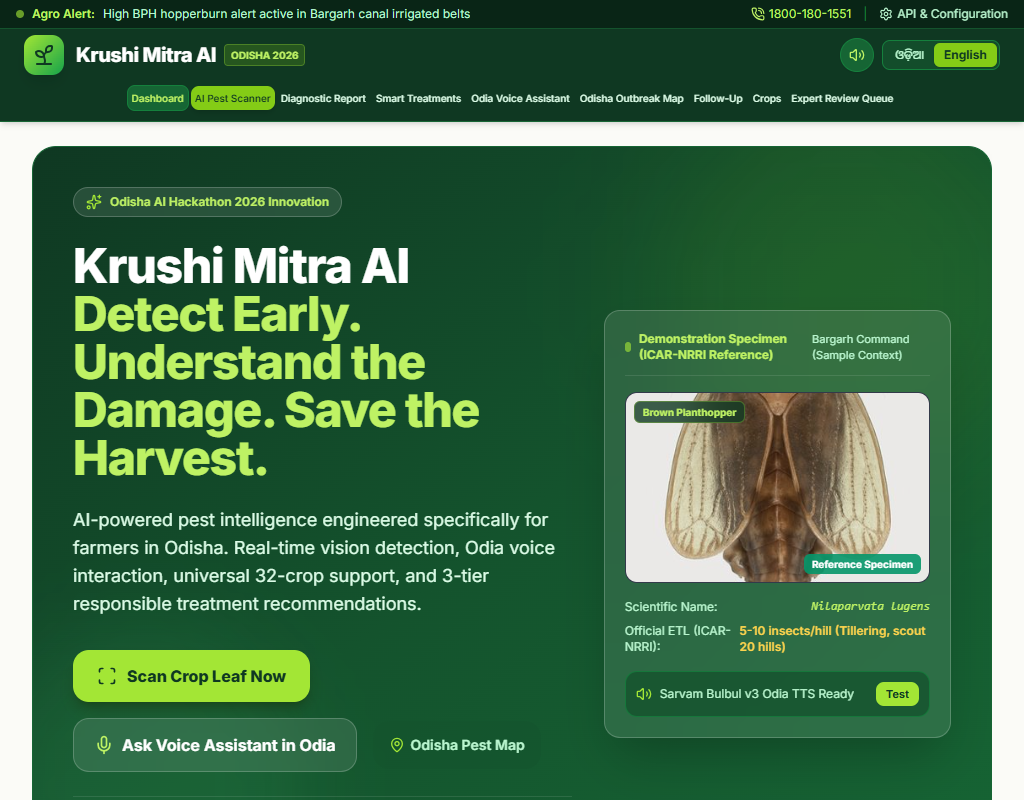 Agro Alert: High BPH hopperburn alert active in Bargarh canal irrigated belts
1800-180-1551
API & Configuration
Krushi Mitra AI
ODISHA 2026
ଓଡ଼ିଆ
English
Dashboard
AI Pest Scanner
Diagnostic Report
Smart Treatments
Odia Voice Assistant
Odisha Outbreak Map
Follow-Up
Crops
Expert Review Queue
Odisha AI Hackathon 2026 Innovation
Krushi Mitra AI
Detect Early.
Understand the
Damage. Save the
Harvest.
AI-powered pest intelligence engineered specifically for
farmers in Odisha. Real-time vision detection, Odia voice
interaction, universal 32-crop support, and 3-tier
responsible treatment recommendations.
Scan Crop Leaf Now
Ask Voice Assistant in Odia
Odisha Pest Map
Demonstration Specimen
(ICAR-NRRI Reference)
Bargarh Command
(Sample Context)
Brown Planthopper
Reference Specimen
Scientific Name:
Nilaparvata lugens
Official ETL (ICAR-
NRRI):
5-10 insects/hill (Tillering, scout
20 hills)
Sarvam Bulbul v3 Odia TTS Ready
Test